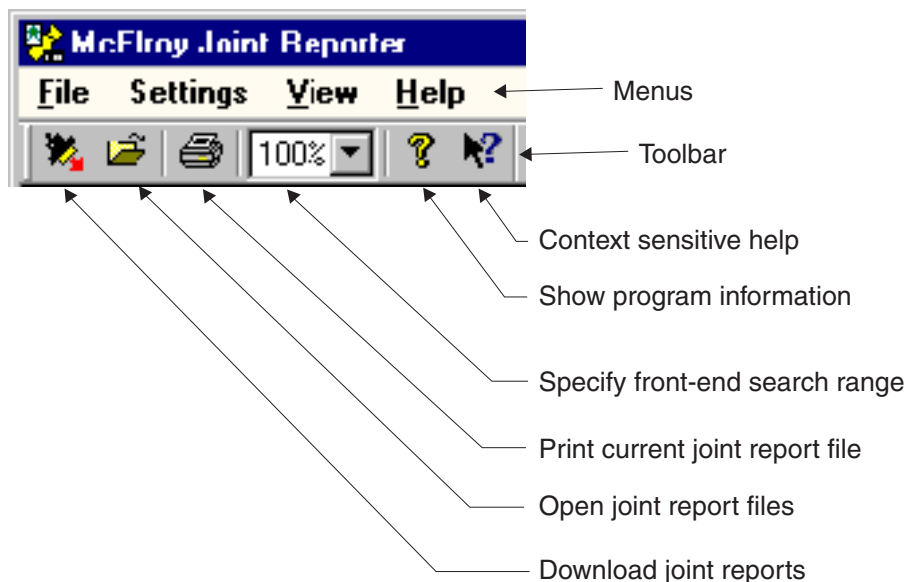 McElroy Joint Reporter
File Settings View Help
Menus
100%
Toolbar
Context sensitive help
Show program information
Specify front-end search range
Print current joint report file
Open joint report files
Download joint reports